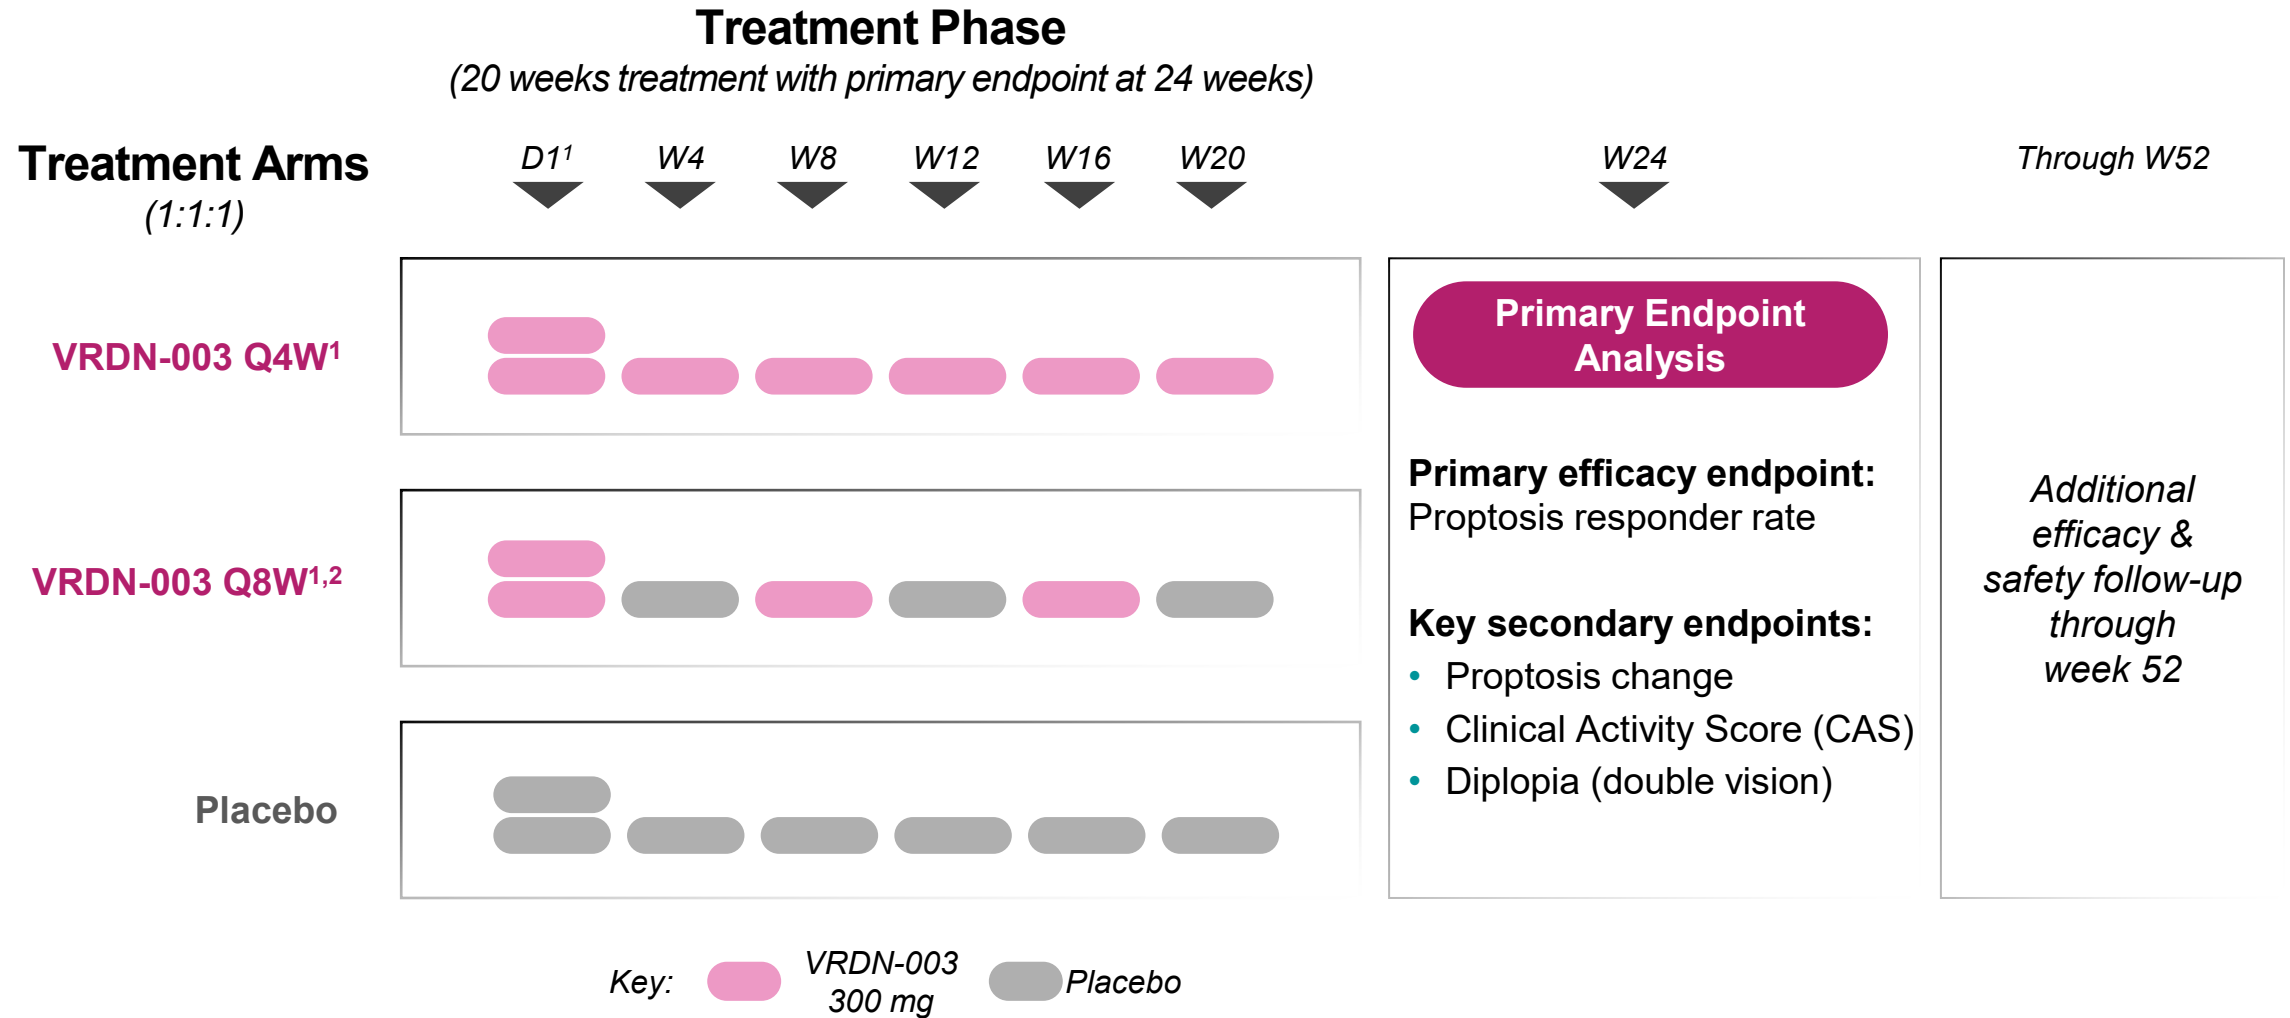 Treatment Phase
(20 weeks treatment with primary endpoint at 24 weeks)
Treatment Arms
(1:1:1)
D1¹
W4
W8
W12
W16
W20
W24
Through W52
VRDN-003 Q4W¹
VRDN-003 Q8W¹,²
Placebo
Primary Endpoint
Analysis
Primary efficacy endpoint:
Proptosis responder rate
Key secondary endpoints:
• Proptosis change
• Clinical Activity Score (CAS)
• Diplopia (double vision)
Additional
efficacy &
safety follow-up
through
week 52
Key:
VRDN-003
300 mg
Placebo